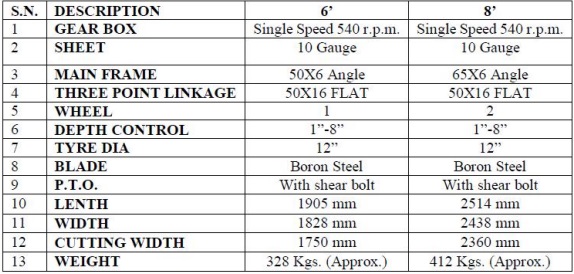 S.N. DESCRIPTION 6’ 8’
1 GEAR BOX Single Speed 540 r.p.m. Single Speed 540 r.p.m.
2 SHEET 10 Gauge 10 Gauge
3 MAIN FRAME 50X6 Angle 65X6 Angle
4 THREE POINT LINKAGE 50X16 FLAT 50X16 FLAT
5 WHEEL 1 2
6 DEPTH CONTROL 1”-8” 1”-8”
7 TYRE DIA 12” 12”
8 BLADE Boron Steel Boron Steel
9 P.T.O. With shear bolt With shear bolt
10 LENTH 1905 mm 2514 mm
11 WIDTH 1828 mm 2438 mm
12 CUTTING WIDTH 1750 mm 2360 mm
13 WEIGHT 328 Kgs. (Approx.) 412 Kgs. (Approx.)